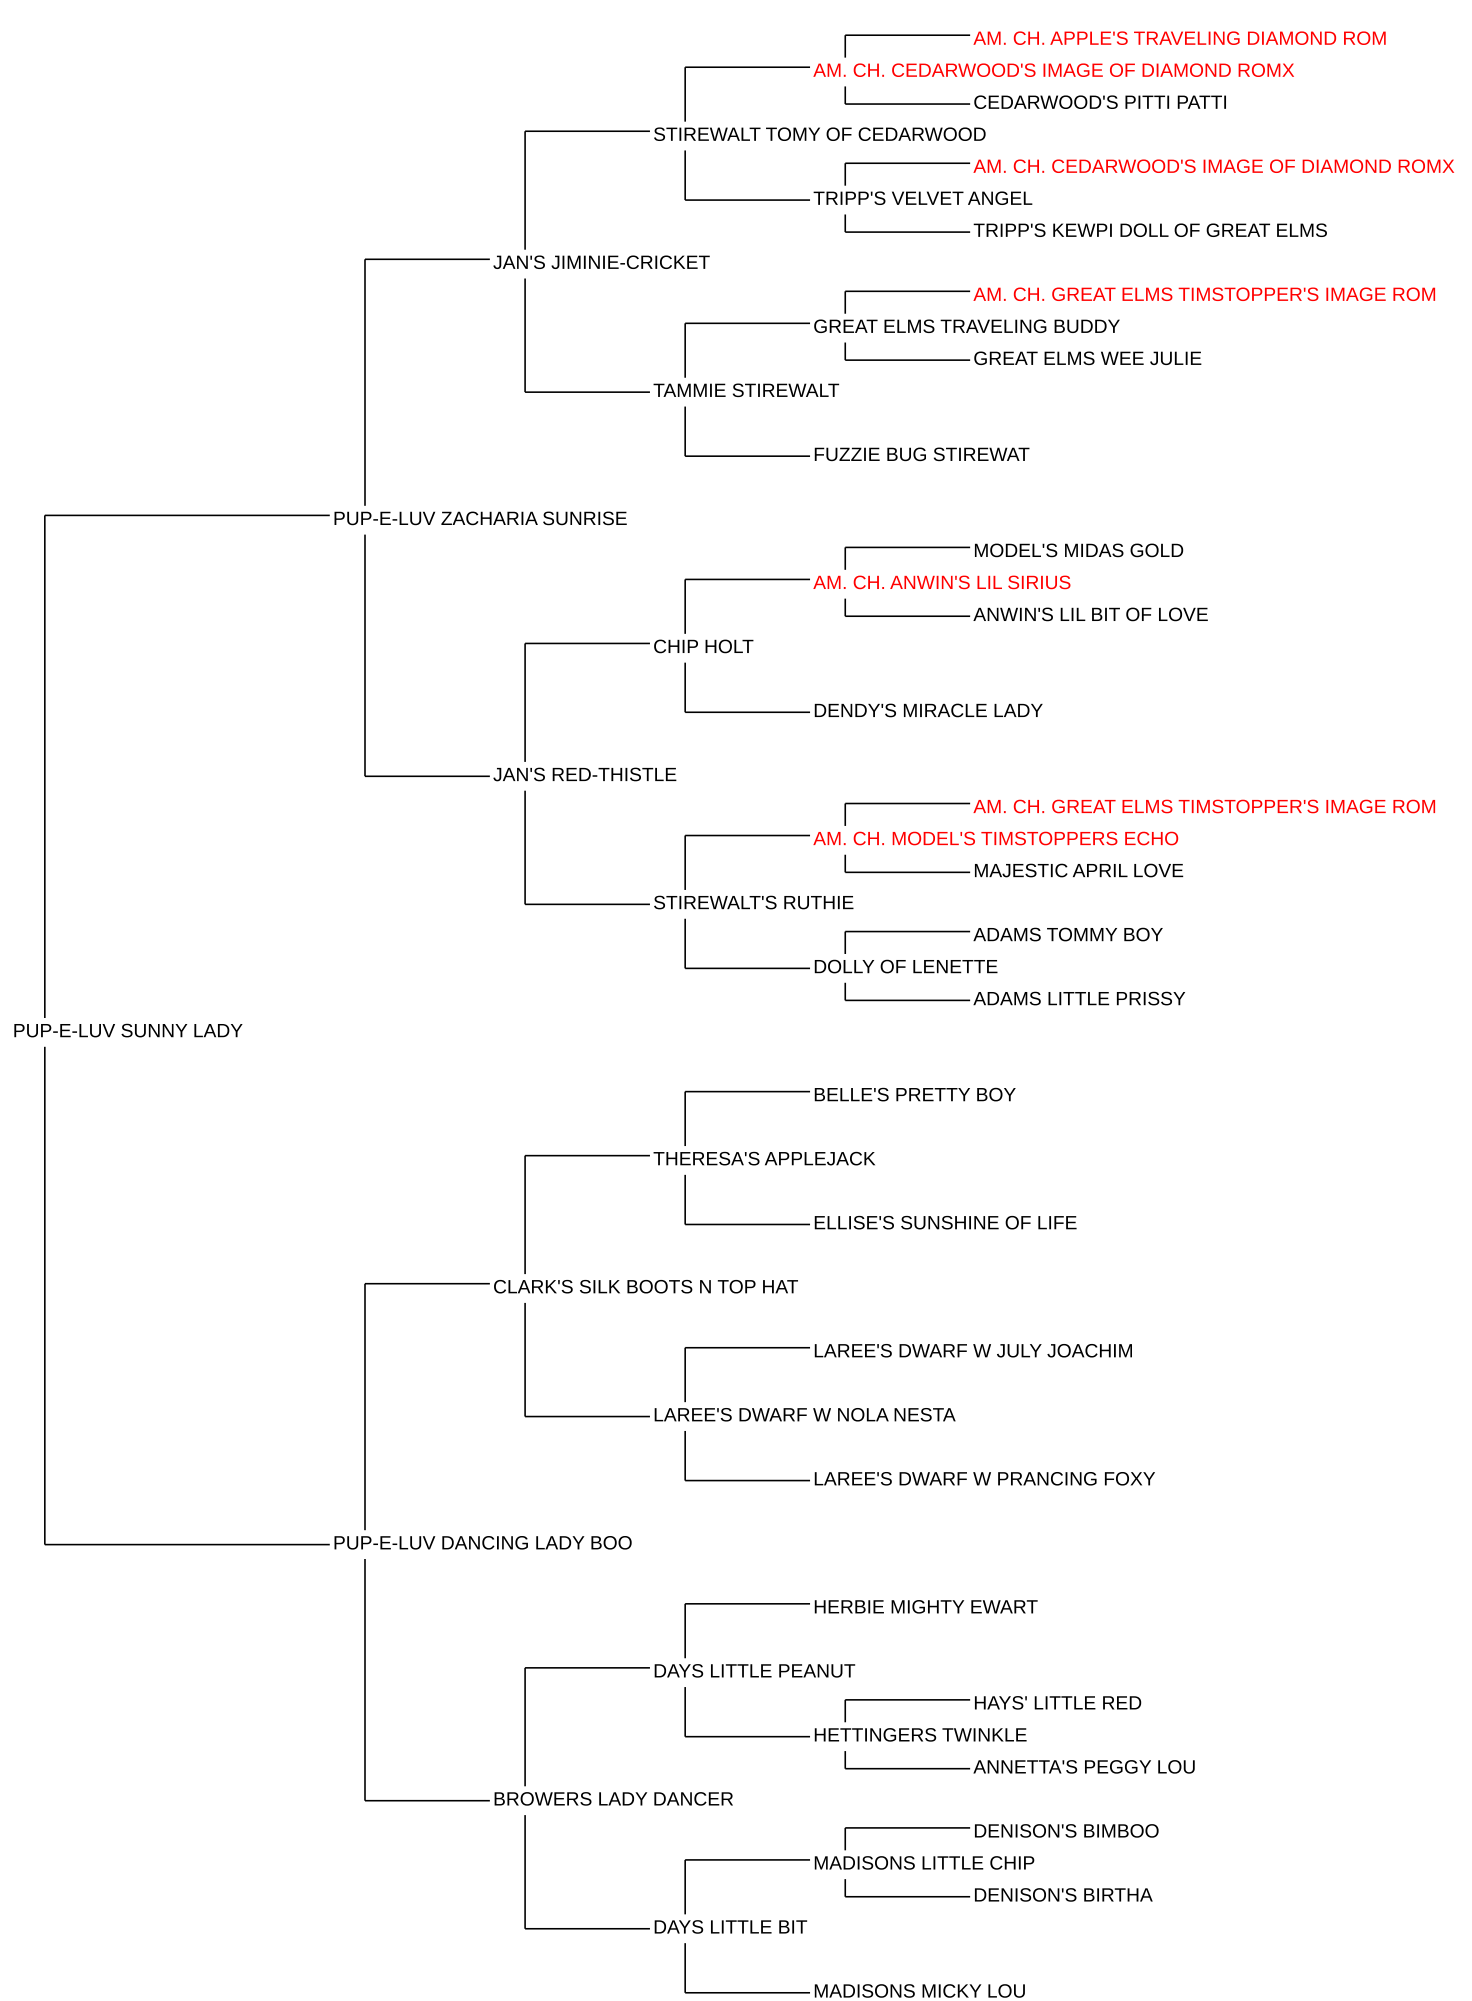 AM. CH. APPLE'S TRAVELING DIAMOND ROM
AM. CH. CEDARWOOD'S IMAGE OF DIAMOND ROMX
CEDARWOOD'S PITTI PATTI
STIREWALT TOMY OF CEDARWOOD
AM. CH. CEDARWOOD'S IMAGE OF DIAMOND ROMX
TRIPP'S VELVET ANGEL
TRIPP'S KEWPI DOLL OF GREAT ELMS
JAN'S JIMINIE-CRICKET
AM. CH. GREAT ELMS TIMSTOPPER'S IMAGE ROM
GREAT ELMS TRAVELING BUDDY
GREAT ELMS WEE JULIE
TAMMIE STIREWALT
FUZZIE BUG STIREWAT
PUP-E-LUV ZACHARIA SUNRISE
MODEL'S MIDAS GOLD
AM. CH. ANWIN'S LIL SIRIUS
ANWIN'S LIL BIT OF LOVE
CHIP HOLT
DENDY'S MIRACLE LADY
JAN'S RED-THISTLE
AM. CH. GREAT ELMS TIMSTOPPER'S IMAGE ROM
AM. CH. MODEL'S TIMSTOPPERS ECHO
MAJESTIC APRIL LOVE
STIREWALT'S RUTHIE
ADAMS TOMMY BOY
DOLLY OF LENETTE
ADAMS LITTLE PRISSY
PUP-E-LUV SUNNY LADY
BELLE'S PRETTY BOY
THERESA'S APPLEJACK
ELLISE'S SUNSHINE OF LIFE
CLARK'S SILK BOOTS N TOP HAT
LAREE'S DWARF W JULY JOACHIM
LAREE'S DWARF W NOLA NESTA
LAREE'S DWARF W PRANCING FOXY
PUP-E-LUV DANCING LADY BOO
HERBIE MIGHTY EWART
DAYS LITTLE PEANUT
HAYS' LITTLE RED
HETTINGERS TWINKLE
ANNETTA'S PEGGY LOU
BROWERS LADY DANCER
DENISON'S BIMBOO
MADISONS LITTLE CHIP
DENISON'S BIRTHA
DAYS LITTLE BIT
MADISONS MICKY LOU